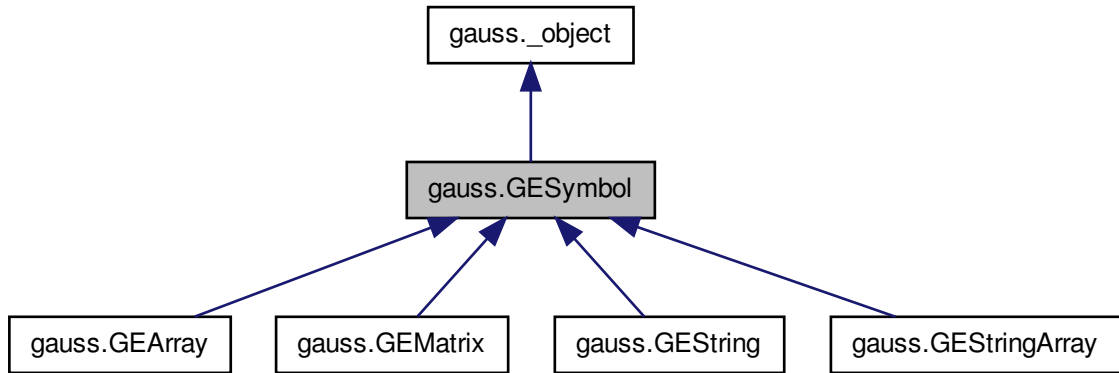 gauss._object
gauss.GESymbol
gauss.GEArray
gauss.GEMatrix
gauss.GEString
gauss.GEStringArray